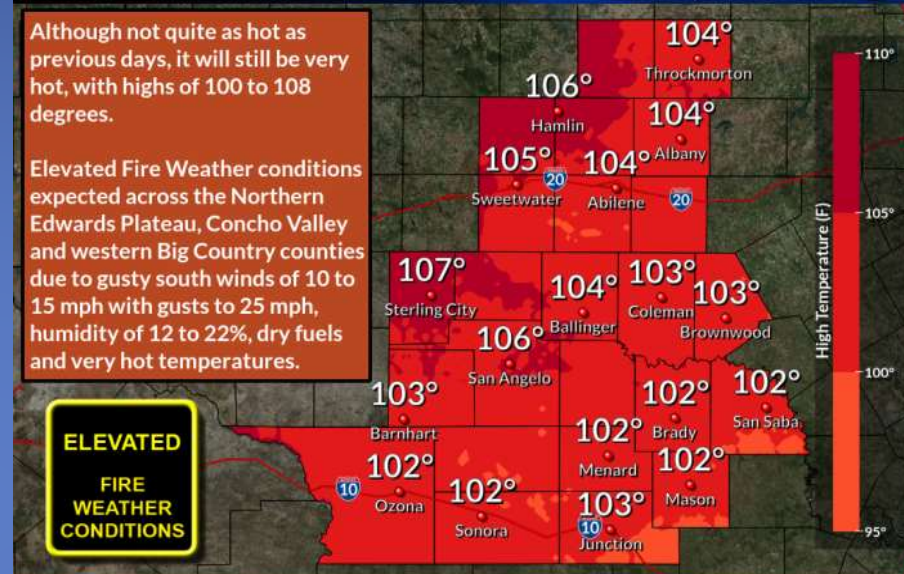 Although not quite as hot as
previous days, it will still be very
hot, with highs of 100 to 108
degrees.
Elevated Fire Weather conditions
expected across the Northern
Edwards Plateau, Concho Valley
and western Big Country counties
due to gusty south winds of 10 to
15 mph with gusts to 25 mph,
humidity of 12 to 22%, dry fuels
and very hot temperatures.
ELEVATED
FIRE
WEATHER
CONDITIONS
104°
Throckmorton
106°
Hamlin
104°
Albany
105°
Sweetwater
20
104°
Abilene
20
107°
Sterling City
104°
Ballinger
103°
Coleman
103°
Brownwood
106°
San Angelo
103°
Barnhart
102°
Brady
102°
San Saba
102°
Menard
102°
Mason
10
102°
Ozona
102°
Sonora
103°
10
Junction
High Temperature (F)
110°
105°
100°
95°